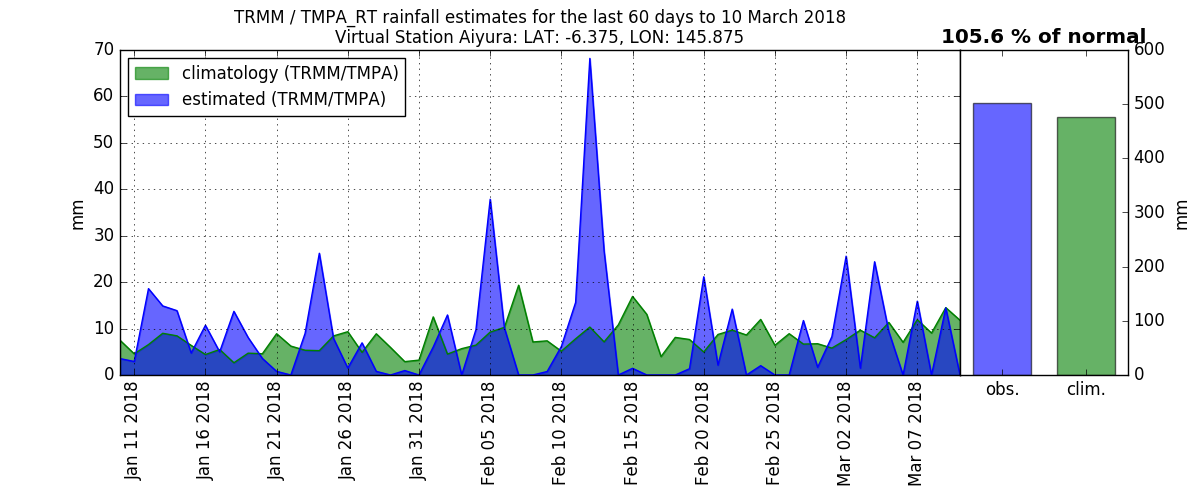 TRMM / TMPA_RT rainfall estimates for the last 60 days to 10 March 2018
Virtual Station Aiyura: LAT: -6.375, LON: 145.875
105.6 % of normal
climatology (TRMM/TMPA)
estimated (TRMM/TMPA)
70
60
50
40
30
20
10
0
mm
Jan 11 2018
Jan 16 2018
Jan 21 2018
Jan 26 2018
Jan 31 2018
Feb 05 2018
Feb 10 2018
Feb 15 2018
Feb 20 2018
Feb 25 2018
Mar 02 2018
Mar 07 2018
600
500
400
300
200
100
0
mm
obs.
clim.